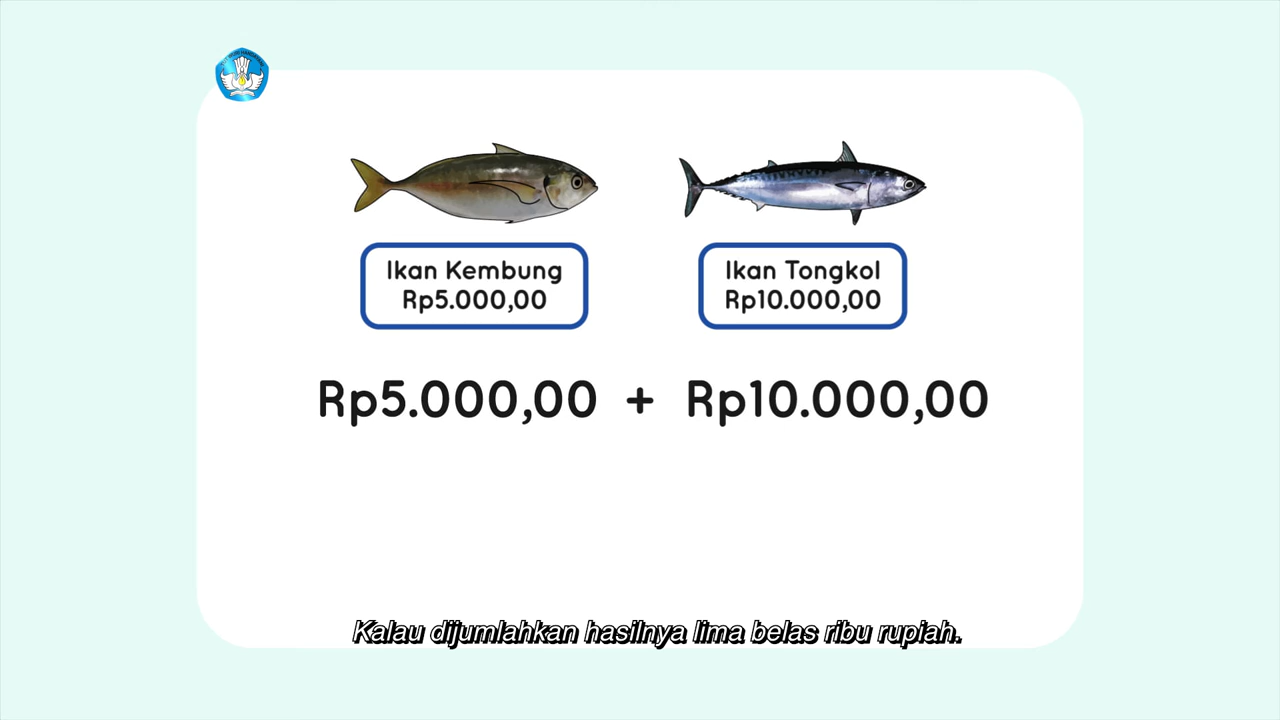 Ikan Kembung
Rp5.000,00
Ikan Tongkol
Rp10.000,00
Rp5.000,00 + Rp10.000,00
Kalau dijumlahkan hasilnya lima belas ribu rupiah.